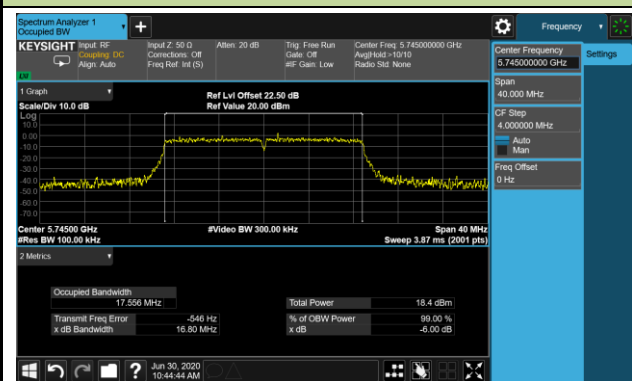 Spectrum Analyzer 1
Occupied BW
+
Frequency
KEYSIGHT Input: RF Input Z: 50 Ω Atten: 20 dB Trig: Free Run Center Freq: 5.745000000 GHz
Coupling: DC Corrections: Off Gate: Off Avg|Hold:>10/10
Align: Auto Freq Ref: Int (S) #IF Gain: Low Radio Std: None
LXI
Center Frequency
5.745000000 GHz
Settings
Span
40.000 MHz
CF Step
4.000000 MHz
Auto
Man
Freq Offset
0 Hz
1 Graph
Ref Lvl Offset 22.50 dB
Scale/Div 10.0 dB Ref Value 20.00 dBm
Log
10.0
0.00
-10.0
-20.0
-30.0
-40.0
-50.0
-60.0
-70.0
Center 5.74500 GHz #Video BW 300.00 kHz Span 40 MHz
#Res BW 100.00 kHz Sweep 3.87 ms (2001 pts)
2 Metrics
Occupied Bandwidth
17.556 MHz Total Power 18.4 dBm
Transmit Freq Error -546 Hz % of OBW Power 99.00 %
x dB Bandwidth 16.80 MHz x dB -6.00 dB
? Jun 30, 2020
10:44:44 AM